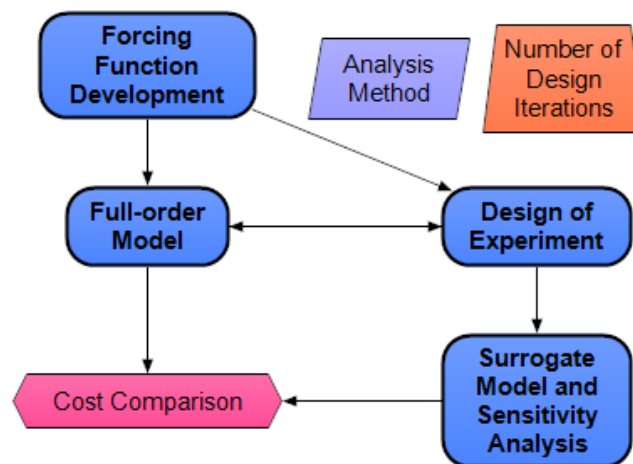 Forcing
Function
Development
Analysis
Method
Number of
Design
Iterations
Full-order
Model
Design of
Experiment
Cost Comparison
Surrogate
Model and
Sensitivity
Analysis